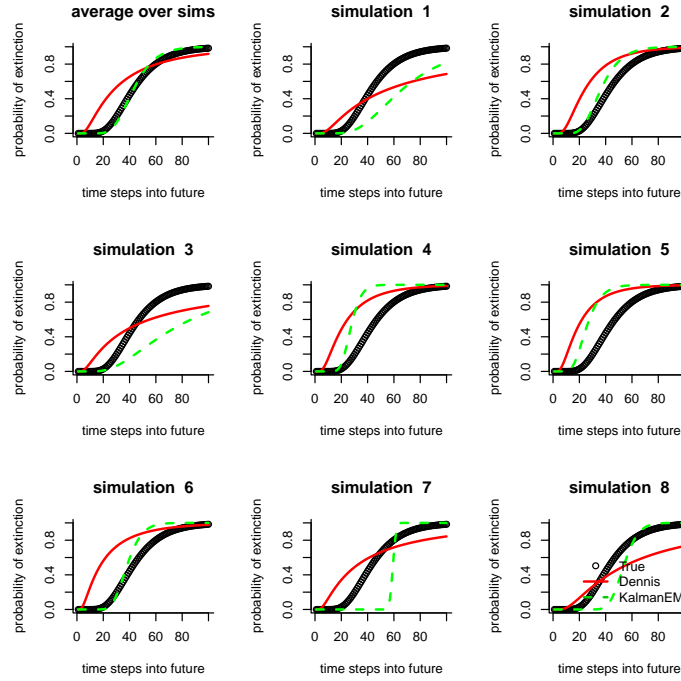 average over sims
probability of extinction
0.0 0.4 0.8
0 20 40 60 80
time steps into future
simulation 1
probability of extinction
0.0 0.4 0.8
0 20 40 60 80
time steps into future
simulation 2
probability of extinction
0.0 0.4 0.8
0 20 40 60 80
time steps into future
simulation 3
probability of extinction
0.0 0.4 0.8
0 20 40 60 80
time steps into future
simulation 4
probability of extinction
0.0 0.4 0.8
0 20 40 60 80
time steps into future
simulation 5
probability of extinction
0.0 0.4 0.8
0 20 40 60 80
time steps into future
simulation 6
probability of extinction
0.0 0.4 0.8
0 20 40 60 80
time steps into future
simulation 7
probability of extinction
0.0 0.4 0.8
0 20 40 60 80
time steps into future
simulation 8
probability of extinction
0.0 0.4 0.8
0 20 40 60 80
time steps into future
True
Dennis
KalmanEM